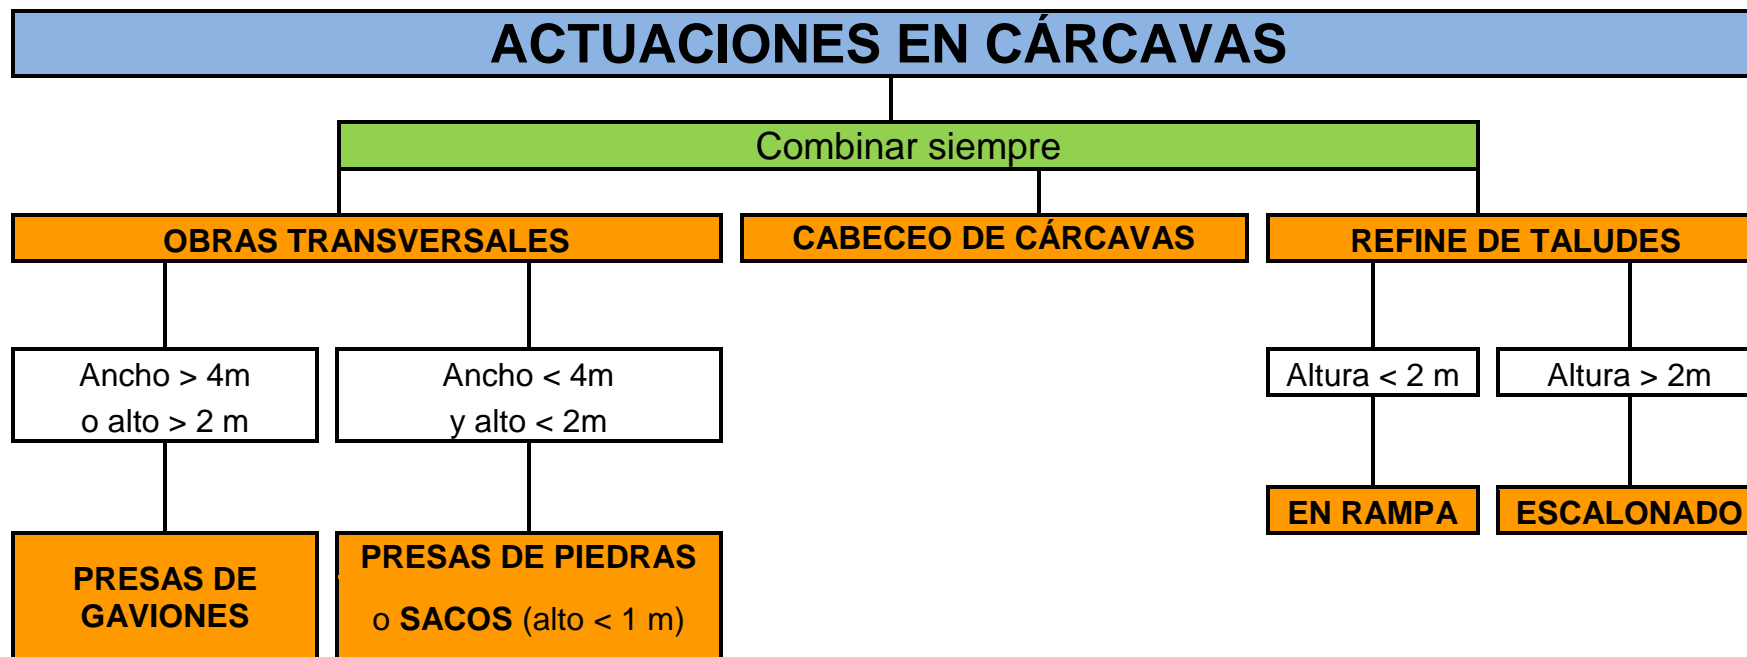 ACTUACIONES EN CÁRCAVAS
Combinar siempre
OBRAS TRANSVERSALES
CABECEO DE CÁRCAVAS
REFINE DE TALUDES
Ancho > 4m
o alto > 2 m
Ancho < 4m
y alto < 2m
Altura < 2 m
Altura > 2m
EN RAMPA
ESCALONADO
PRESAS DE
GAVIONES
PRESAS DE PIEDRAS
o SACOS (alto < 1 m)